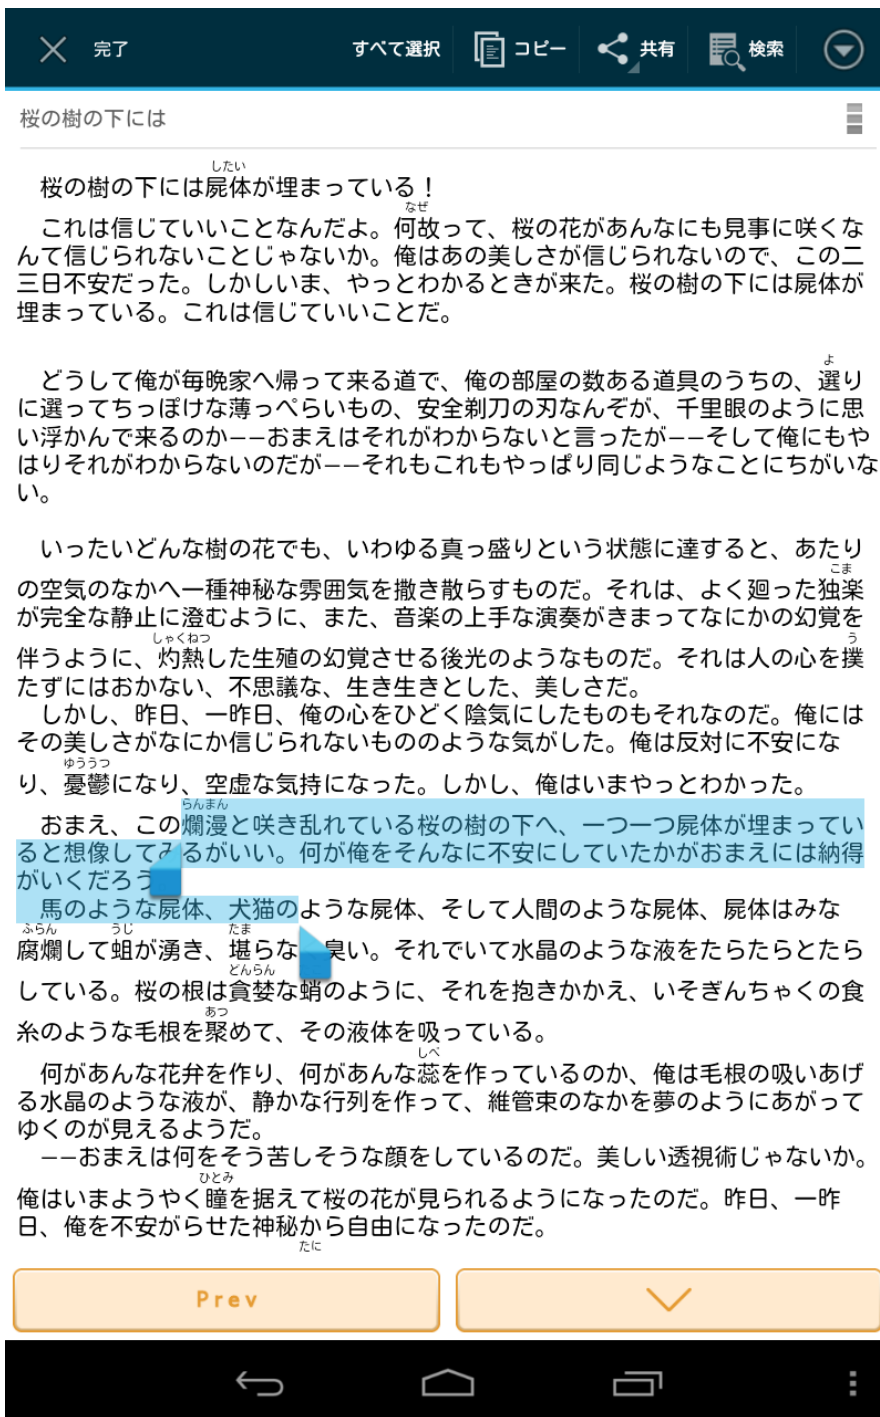 完了
すべて選択
コピー
共有
検索
桜の樹の下には
したい
桜の樹の下には屍体が埋まっている！
なぜ
これは信じていいことなんだよ。何故って、桜の花があんなにも見事に咲くな
んて信じられないことじゃないか。俺はあの美しさが信じられないので、この二
三日不安だった。しかしいま、やっとわかるときが来た。桜の樹の下には屍体が
埋まっている。これは信じていいことだ。
よ
どうして俺が毎晩家へ帰って来る道で、俺の部屋の数ある道具のうちの、選り
に選ってちっぽけな薄っぺらいもの、安全剃刀の刃なんぞが、千里眼のように思
い浮かんで来るのか——おまえはそれがわからないと言ったが——そして俺にもや
はりそれがわからないのだが——それもこれもやっぱり同じようなことにちがいな
い。
いったいどんな樹の花でも、いわゆる真っ盛りという状態に達すると、あたり
こま
の空気のなかへ一種神秘な雰囲気を撒き散らすものだ。それは、よく廻った独楽
が完全な静止に澄むように、また、音楽の上手な演奏がきまってなにかの幻覚を
しゃくねつ
う
伴うように、灼熱した生殖の幻覚させる後光のようなものだ。それは人の心を撲
たずにはおかない、不思議な、生き生きとした、美しさだ。
しかし、昨日、一昨日、俺の心をひどく陰気にしたものもそれなのだ。俺には
その美しさがなにか信じられないもののような気がした。俺は反対に不安にな
ゆううつ
り、憂鬱になり、空虚な気持になった。しかし、俺はいまやっとわかった。
らんまん
おまえ、この爛漫と咲き乱れている桜の樹の下へ、一つ一つ屍体が埋まってい
ると想像してみるがいい。何が俺をそんなに不安にしていたかがおまえには納得
がいくだろう
馬のような屍体、犬猫のような屍体、そして人間のような屍体、屍体はみな
ふらん
うじ
たま
腐爛して蛆が湧き、堪らな臭い。それでいて水晶のような液をたらたらとたら
どんらん
している。桜の根は貪婪な蛸のように、それを抱きかかえ、いそぎんちゃくの食
あつ
糸のような毛根を聚めて、その液体を吸っている。
しべ
何があんな花弁を作り、何があんな蕊を作っているのか、俺は毛根の吸いあげ
る水晶のような液が、静かな行列を作って、維管束のなかを夢のようにあがって
ゆくのが見えるようだ。
——おまえは何をそう苦しそうな顔をしているのだ。美しい透視術じゃないか。
ひとみ
俺はいまようやく瞳を据えて桜の花が見られるようになったのだ。昨日、一昨
日、俺を不安がらせた神秘から自由になったのだ。
たに
Prev